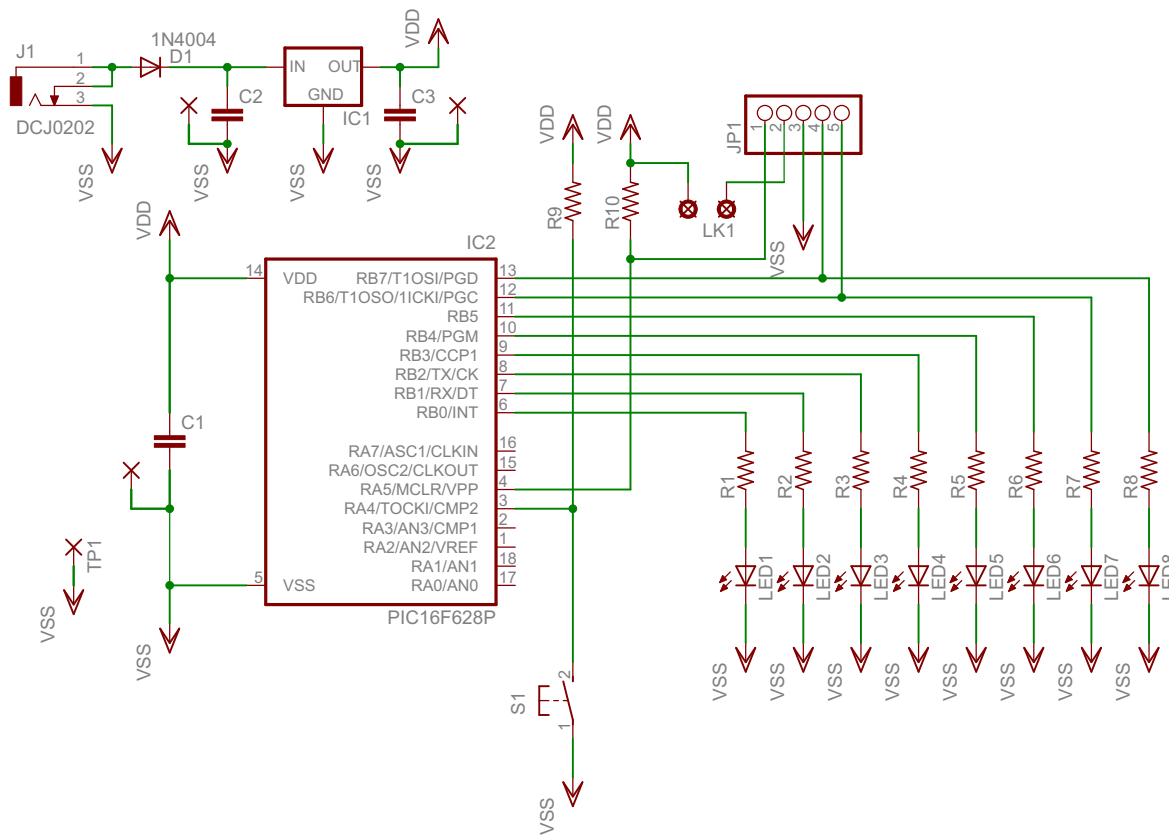 J1
1
2
3
DCJ0202
VSS
1N4004
D1
C2
VSS
IN
OUT
GND
IC1
VSS
C3
VSS
VDD
VDD
R9
VDD
R10
LK1
JP1
1
2
3
4
5
VSS
VDD
C1
TP1
VSS
VSS
IC2
14
VDD
5
VSS
RB7/T1OSI/PGD
13
RB6/T1OSO/1ICKI/PGC
12
RB5
11
RB4/PGM
10
RB3/CCP1
9
RB2/TX/CK
8
RB1/RX/DT
7
RB0/INT
6
RA7/ASC1/CLKIN
16
RA6/OSC2/CLKOUT
15
RA5/MCLR/VPP
4
RA4/TOCKI/CMP2
3
RA3/AN3/CMP1
2
RA2/AN2/VREF
1
RA1/AN1
18
RA0/AN0
17
PIC16F628P
R1
R2
R3
R4
R5
R6
R7
R8
LED1
LED2
LED3
LED4
LED5
LED6
LED7
LED8
VSS
VSS
VSS
VSS
VSS
VSS
VSS
VSS
S1
2
1
VSS